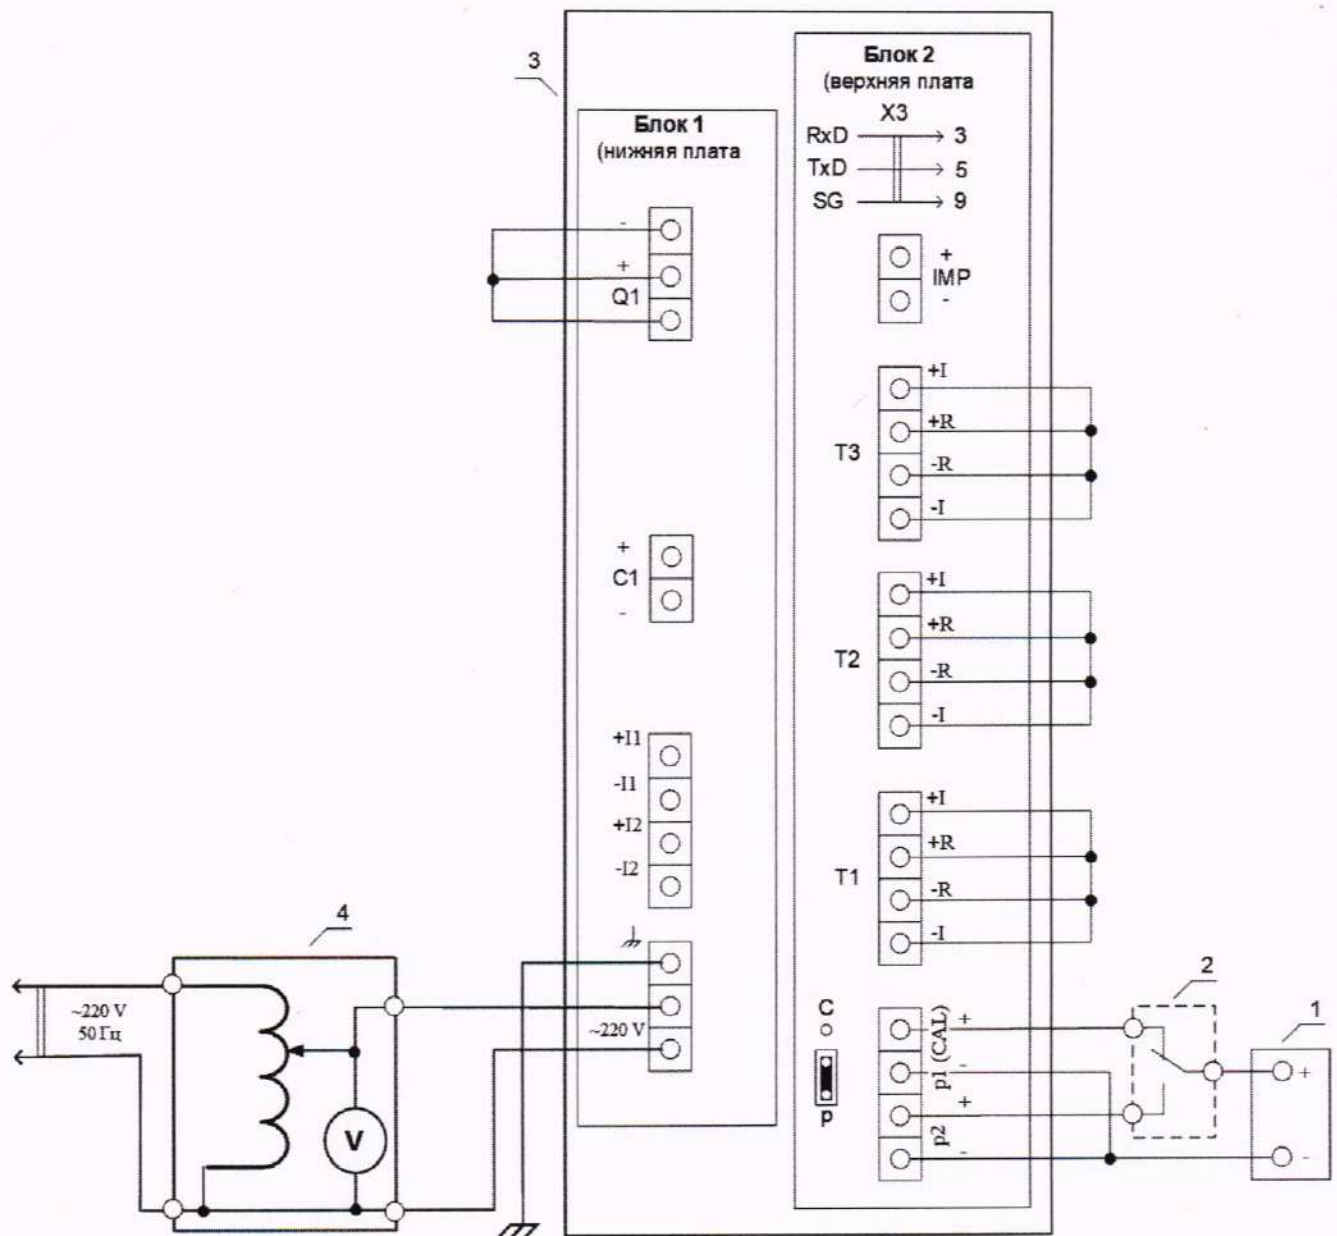 3
Блок 1
(нижняя плата
-
+
Q1
+
C1
-
+I1
-I1
+I2
-I2
~220 V
Блок 2
(верхняя плата
X3
RxD 3
TxD 5
SG 9
+
IMP
-
T3
+I
+R
-R
-I
T2
+I
+R
-R
-I
T1
+I
+R
-R
-I
C
p
p1 (CAL)
+
-
p2
+
-
2
1
+
-
4
~220 V
50 Гц
V